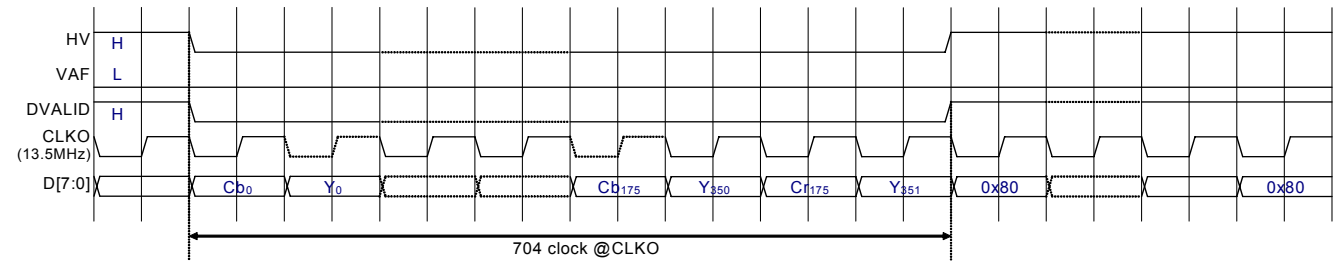 HV H
VAF L
DVALID H
CLKO
(13.5MHz)
D[7:0] Cb0 Y0 Cb175 Y350 Cr175 Y351 0x80 0x80
704 clock @CLKO